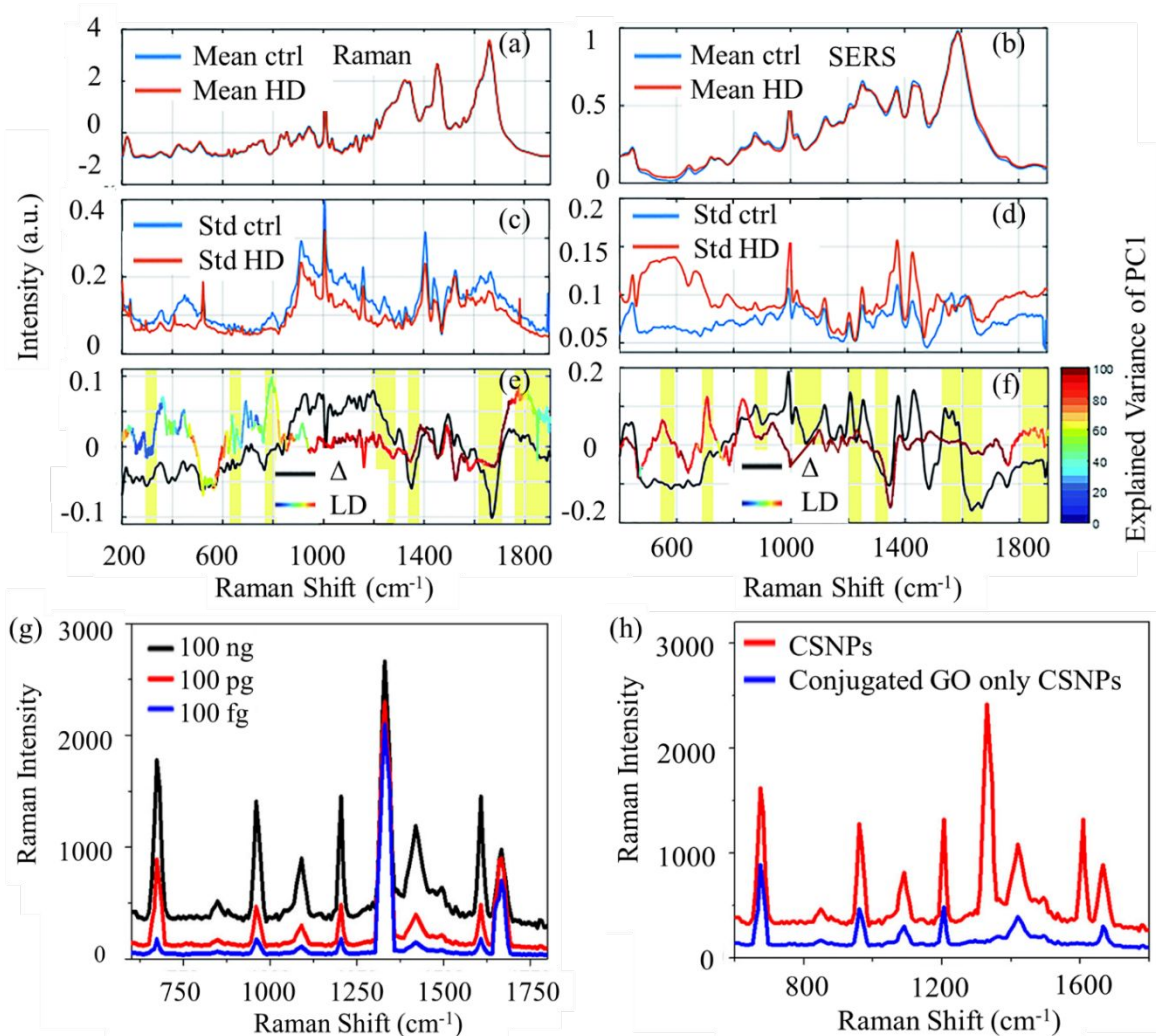 4
2
0
-2
Mean ctrl
Mean HD
Raman
(a)
1
0.5
0
Mean ctrl
Mean HD
SERS
(b)
Intensity (a.u.)
0.4
0.2
0
Std ctrl
Std HD
(c)
0.2
0.15
0.1
0.05
Std ctrl
Std HD
(d)
0.1
0
-0.1
Δ
LD
(e)
200 600 1000 1400 1800
Raman Shift (cm⁻¹)
0.2
0
-0.2
Δ
LD
(f)
600 1000 1400 1800
Raman Shift (cm⁻¹)
100
80
60
40
20
0
Explained Variance of PC1
(g)
3000
2000
1000
0
Raman Intensity
100 ng
100 pg
100 fg
750 1000 1250 1500 1750
Raman Shift (cm⁻¹)
(h)
3000
2000
1000
0
Raman Intensity
CSNPs
Conjugated GO only CSNPs
800 1200 1600
Raman Shift (cm⁻¹)